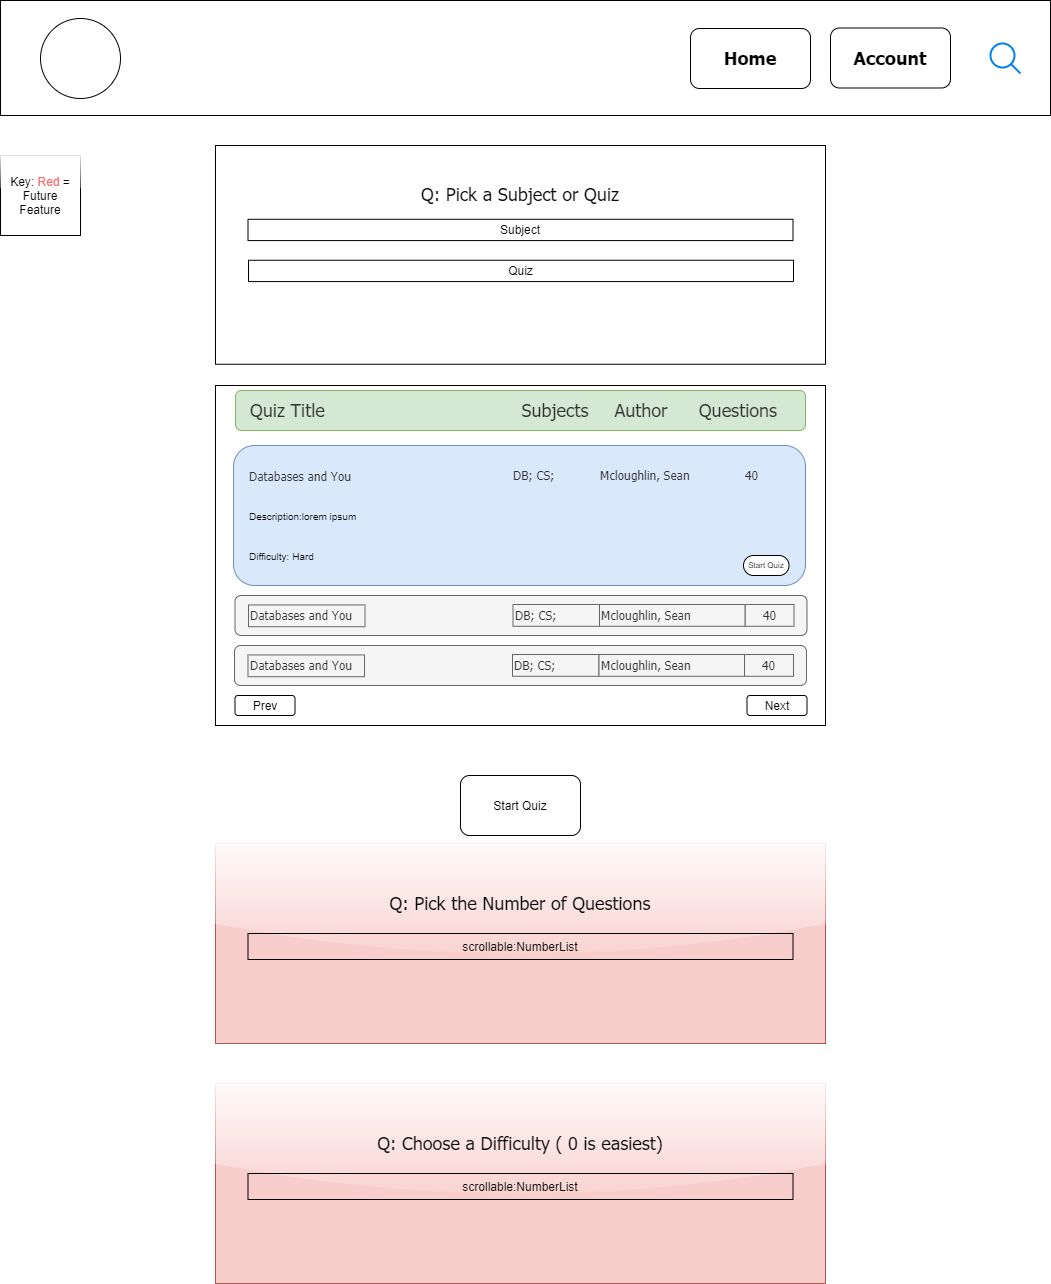 Home
Account
Key: Red =
Future
Feature
Q: Pick a Subject or Quiz
Subject
Quiz
Quiz Title Subjects Author Questions
Databases and You DB; CS; Mcloughlin, Sean 40
Description:lorem ipsum
Difficulty: Hard
Start Quiz
Databases and You DB; CS; Mcloughlin, Sean 40
Databases and You DB; CS; Mcloughlin, Sean 40
Prev Next
Start Quiz
Q: Pick the Number of Questions
scrollable:NumberList
Q: Choose a Difficulty ( 0 is easiest)
scrollable:NumberList